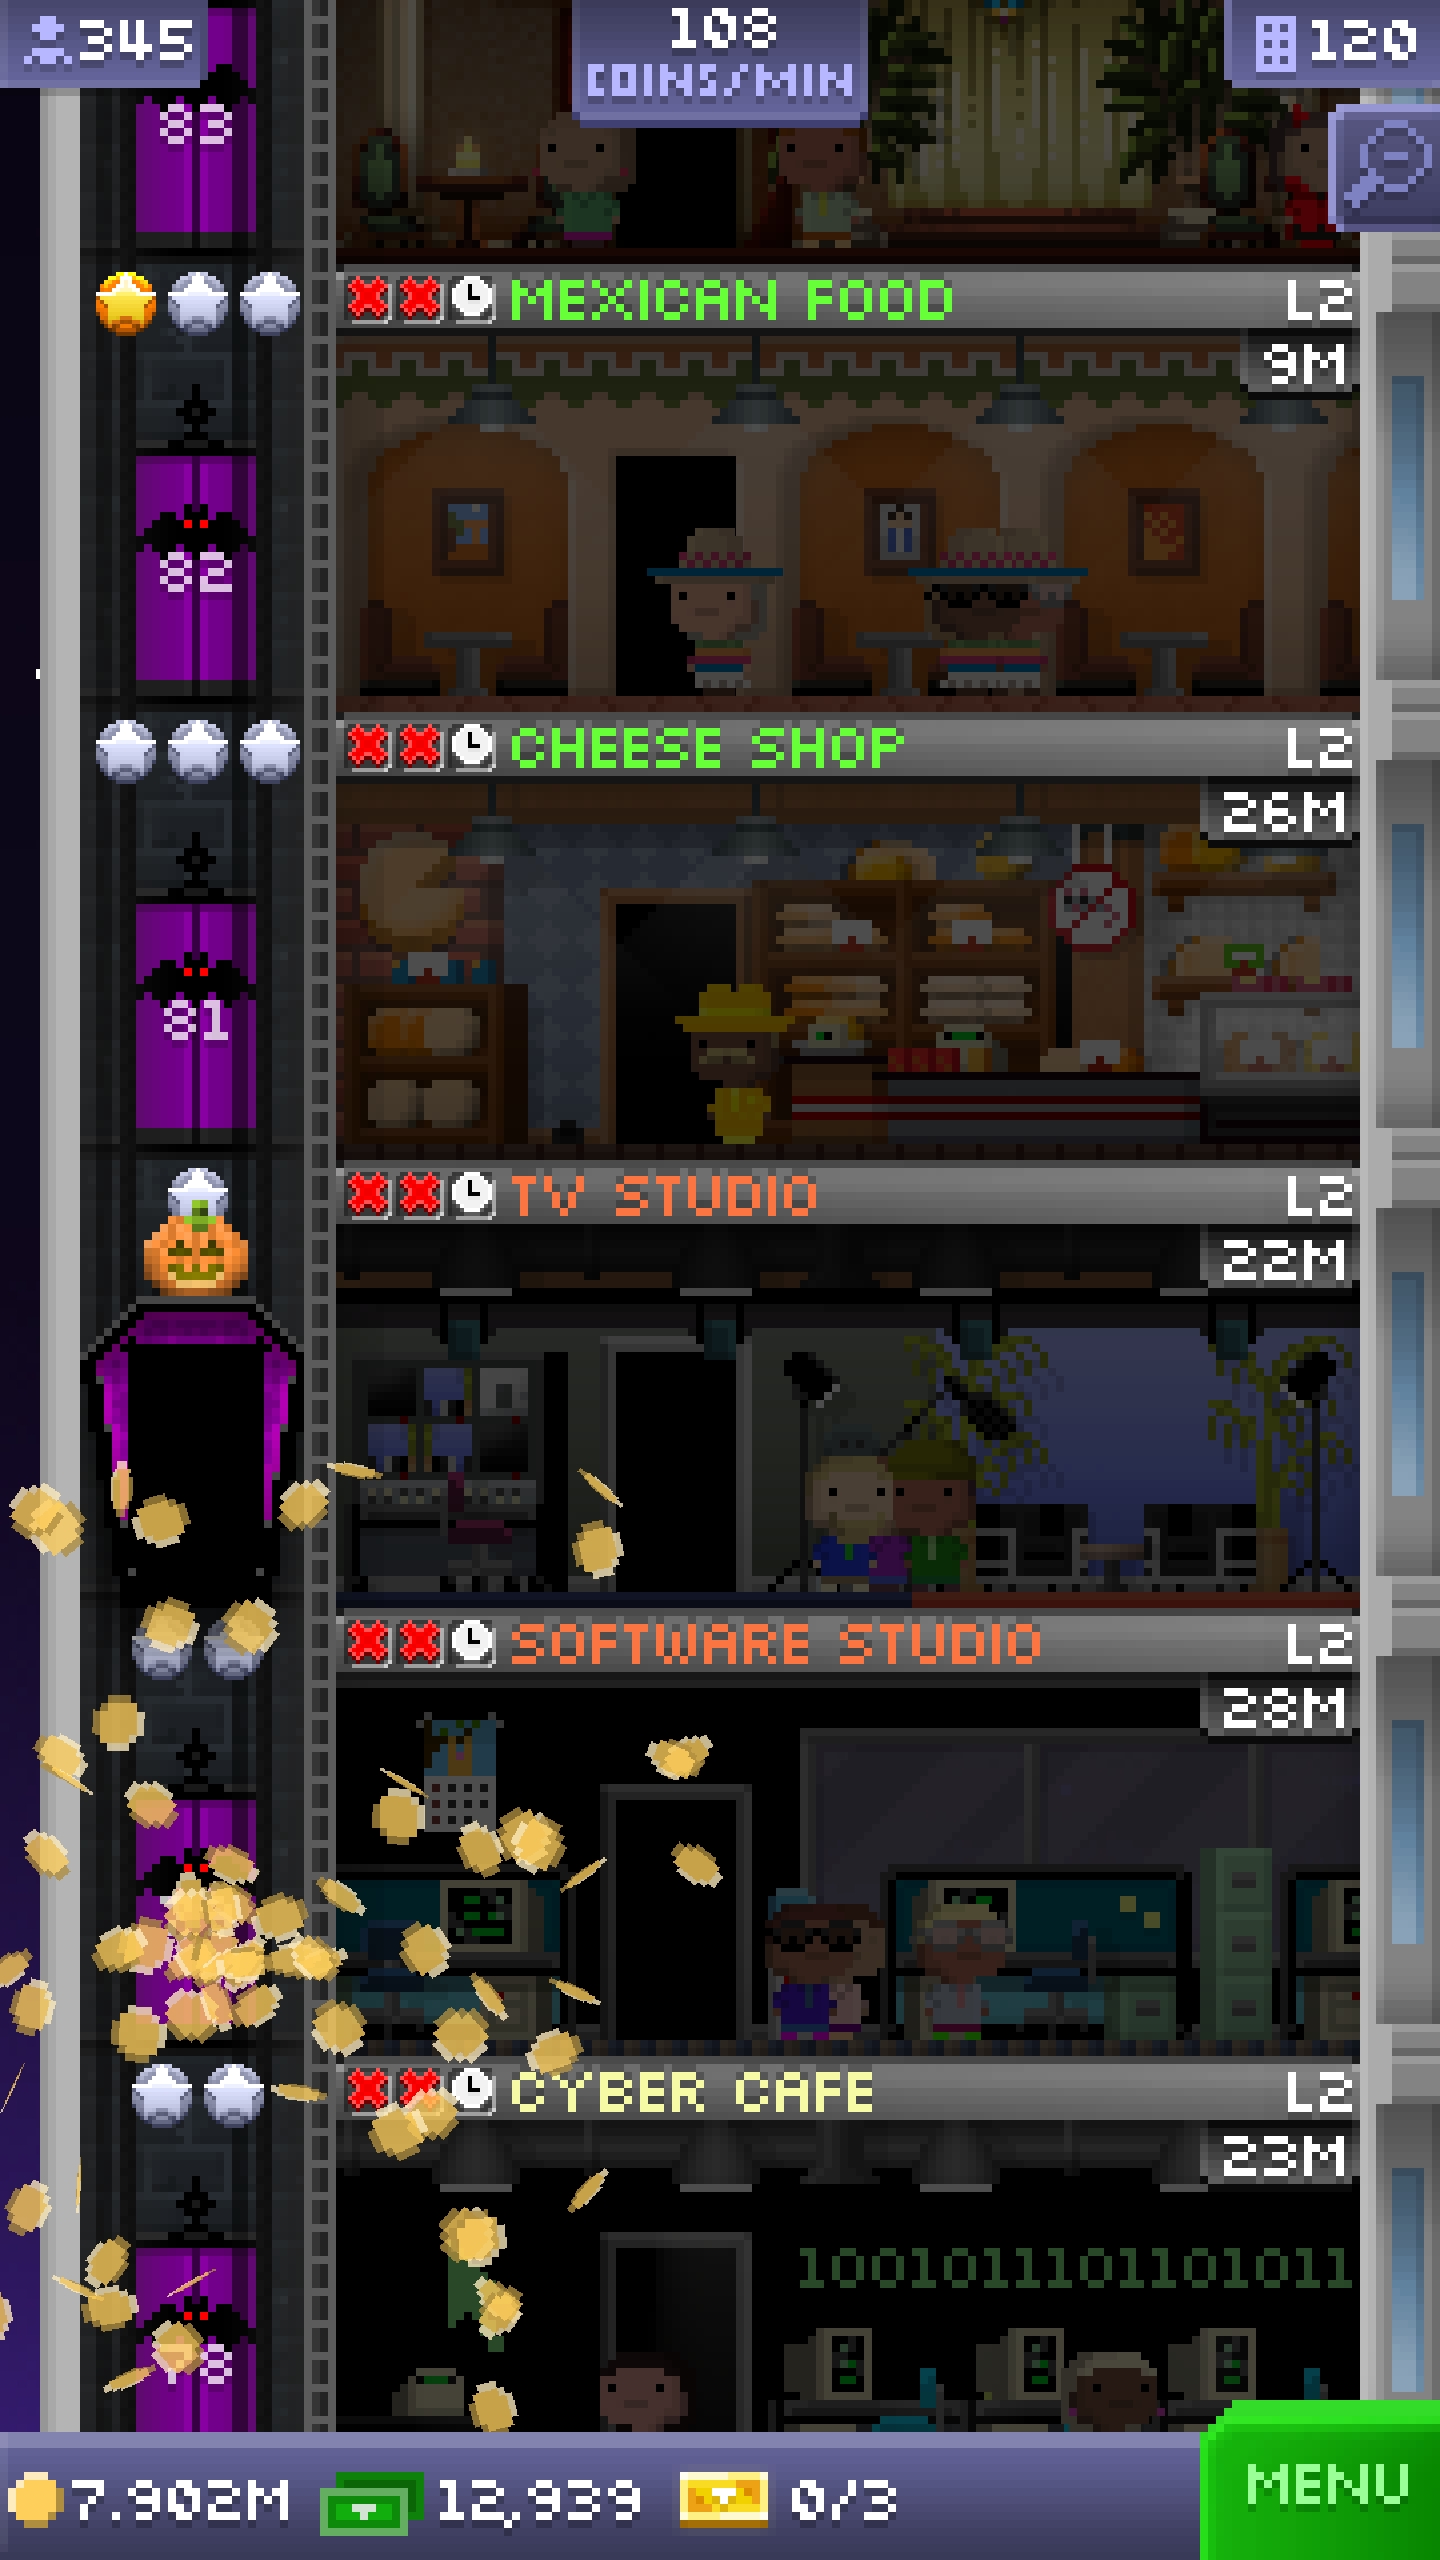 345
108
COINS/MIN
120
83
MEXICAN FOOD L2
9M
82
CHEESE SHOP L2
26M
81
TV STUDIO L2
22M
SOFTWARE STUDIO L2
28M
CYBER CAFE L2
23M
1001011101101011
78
7.902M 12,939 0/3
MENU